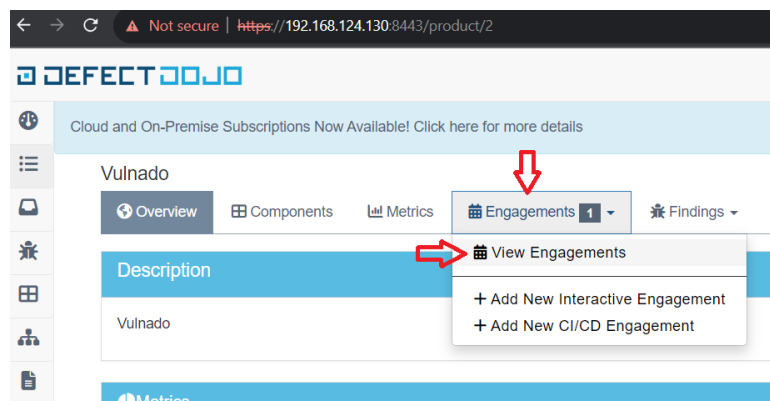 Not secure | https://192.168.124.130:8443/product/2
DEFECTDOJO
Cloud and On-Premise Subscriptions Now Available! Click here for more details
Vulnado
Overview Components Metrics Engagements 1 Findings
View Engagements
Description
+ Add New Interactive Engagement
Vulnado
+ Add New CI/CD Engagement
Metrics